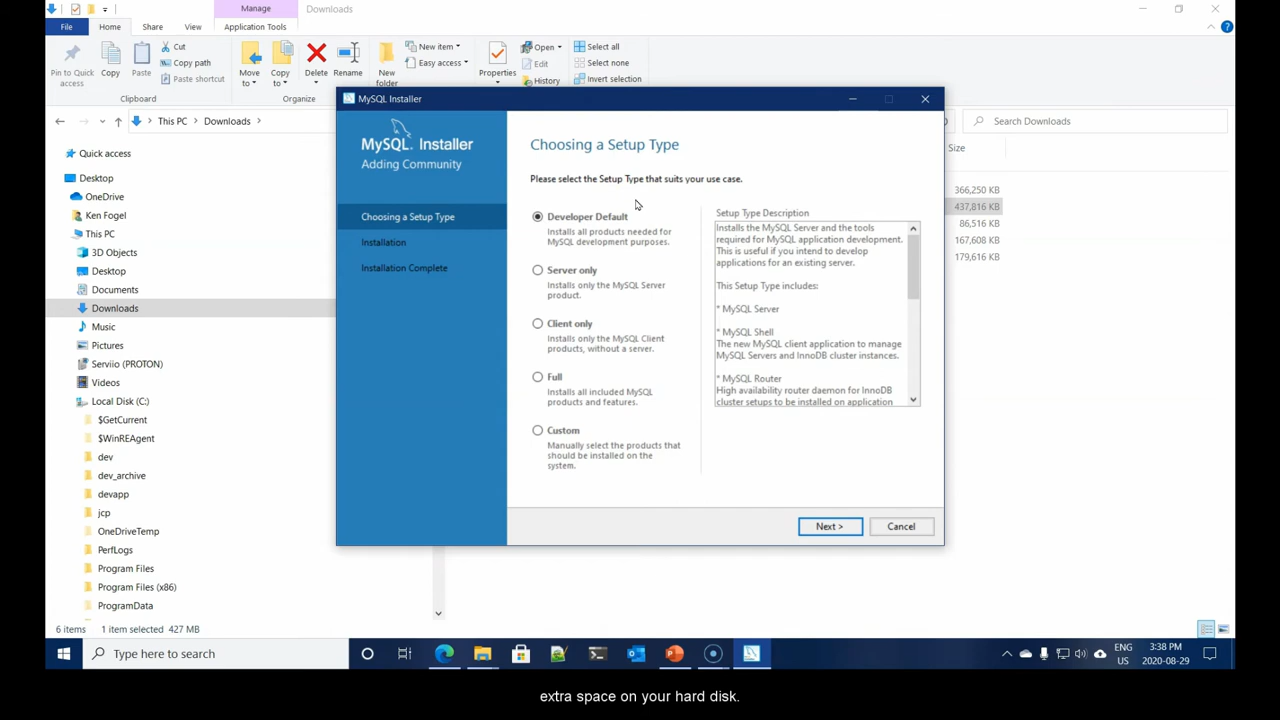 Manage
Downloads
File
Home
Share
View
Application Tools
Pin to Quick
access
Copy
Paste
Cut
Copy path
Paste shortcut
Clipboard
Move
to
Copy
to
Delete
Rename
New
folder
New item
Easy access
Organize
Properties
Open
Edit
History
Select all
Select none
Invert selection
This PC
Downloads
Search Downloads
Size
366,250 KB
437,816 KB
86,516 KB
167,608 KB
179,616 KB
Quick access
Desktop
OneDrive
Ken Fogel
This PC
3D Objects
Desktop
Documents
Downloads
Music
Pictures
Serviio (PROTON)
Videos
Local Disk (C:)
$GetCurrent
$WinREAgent
dev
dev_archive
devapp
jcp
OneDriveTemp
PerfLogs
Program Files
Program Files (x86)
ProgramData
6 items
1 item selected
427 MB
MySQL Installer
MySQL. Installer
Adding Community
Choosing a Setup Type
Installation
Installation Complete
Choosing a Setup Type
Please select the Setup Type that suits your use case.
Developer Default
Installs all products needed for
MySQL development purposes.
Server only
Installs only the MySQL Server
product.
Client only
Installs only the MySQL Client
products, without a server.
Full
Installs all included MySQL
products and features.
Custom
Manually select the products that
should be installed on the
system.
Setup Type Description
Installs the MySQL Server and the tools
required for MySQL application development.
This is useful if you intend to develop
applications for an existing server.
This Setup Type includes:
* MySQL Server
* MySQL Shell
The new MySQL client application to manage
MySQL Servers and InnoDB cluster instances.
* MySQL Router
High availability router daemon for InnoDB
cluster setups to be installed on application
Next >
Cancel
Type here to search
ENG
US
3:38 PM
2020-08-29
extra space on your hard disk.